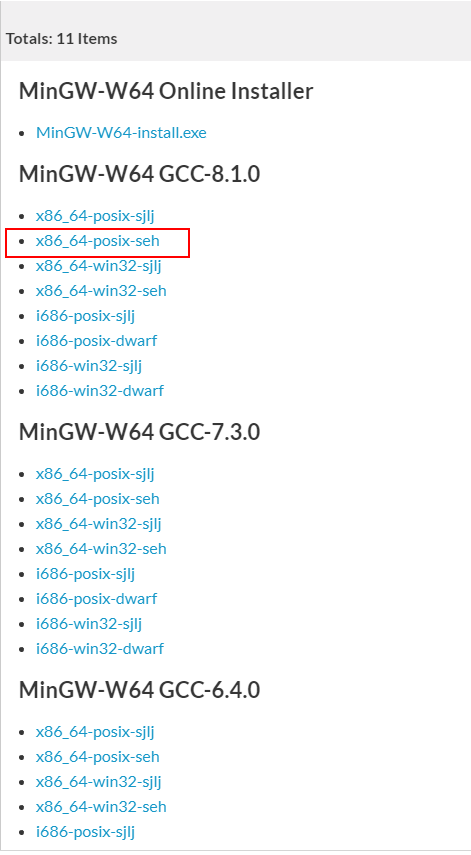 Totals: 11 Items
MinGW-W64 Online Installer
MinGW-W64-install.exe
MinGW-W64 GCC-8.1.0
x86_64-posix-sjlj
x86_64-posix-seh
x86_64-win32-sjlj
x86_64-win32-seh
i686-posix-sjlj
i686-posix-dwarf
i686-win32-sjlj
i686-win32-dwarf
MinGW-W64 GCC-7.3.0
x86_64-posix-sjlj
x86_64-posix-seh
x86_64-win32-sjlj
x86_64-win32-seh
i686-posix-sjlj
i686-posix-dwarf
i686-win32-sjlj
i686-win32-dwarf
MinGW-W64 GCC-6.4.0
x86_64-posix-sjlj
x86_64-posix-seh
x86_64-win32-sjlj
x86_64-win32-seh
i686-posix-sjlj